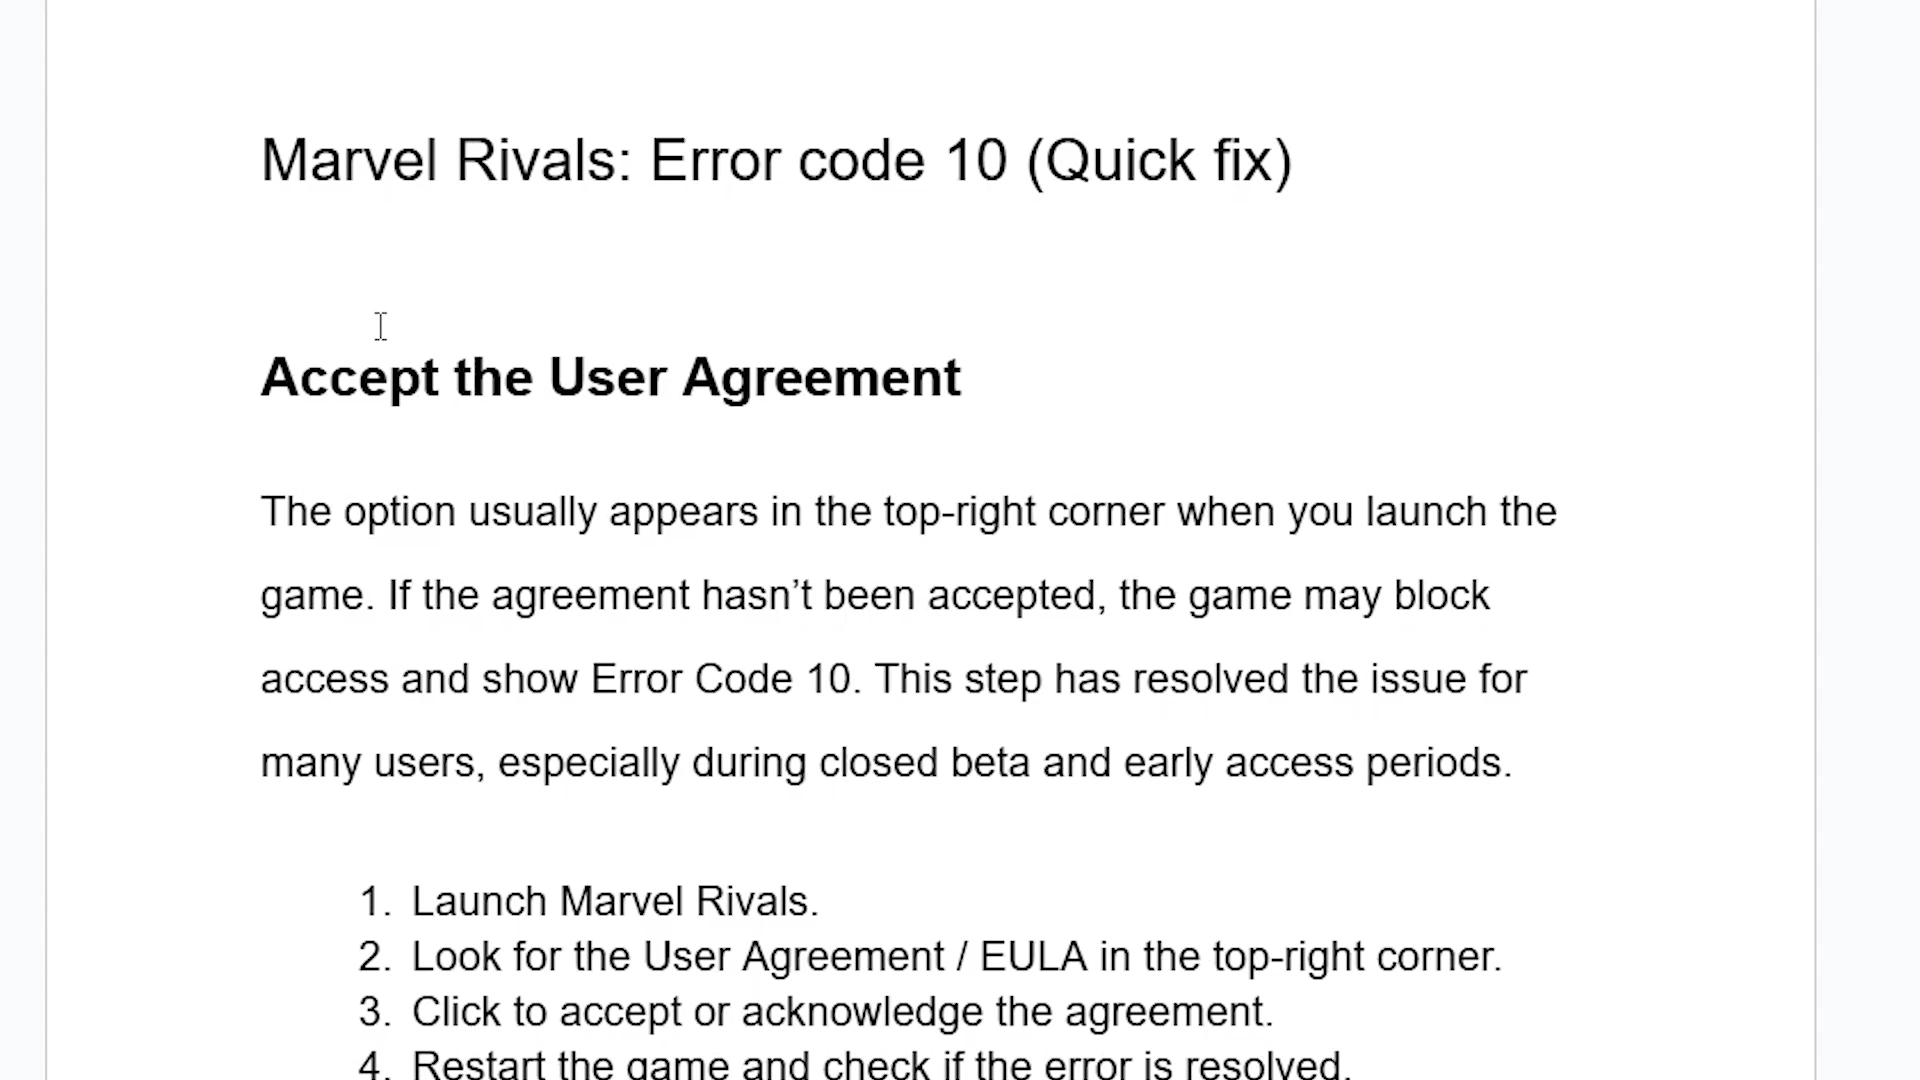 Marvel Rivals: Error code 10 (Quick fix)
Accept the User Agreement
The option usually appears in the top-right corner when you launch the
game. If the agreement hasn’t been accepted, the game may block
access and show Error Code 10. This step has resolved the issue for
many users, especially during closed beta and early access periods.
1. Launch Marvel Rivals.
2. Look for the User Agreement / EULA in the top-right corner.
3. Click to accept or acknowledge the agreement.
4. Restart the game and check if the error is resolved.